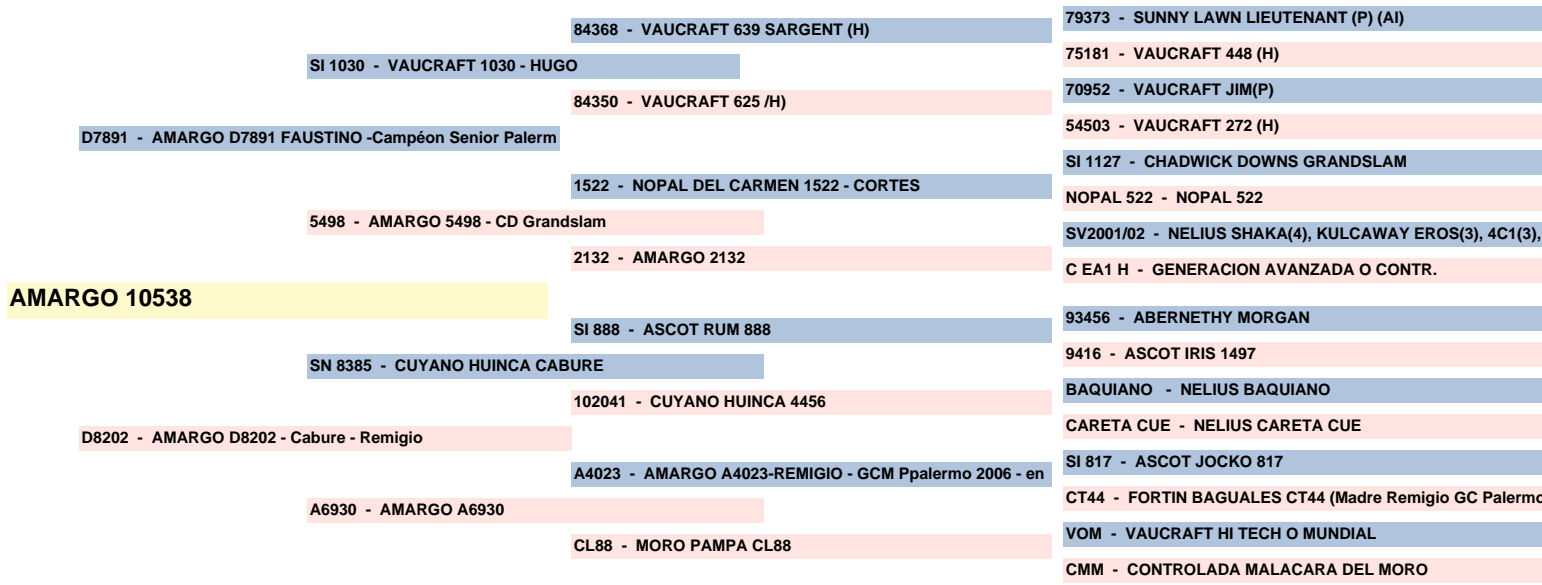 79373 - SUNNY LAWN LIEUTENANT (P) (AI)
84368 - VAUCRAFT 639 SARGENT (H)
75181 - VAUCRAFT 448 (H)
SI 1030 - VAUCRAFT 1030 - HUGO
70952 - VAUCRAFT JIM(P)
84350 - VAUCRAFT 625 /H)
54503 - VAUCRAFT 272 (H)
D7891 - AMARGO D7891 FAUSTINO -Campéon Senior Palerm
SI 1127 - CHADWICK DOWNS GRANDSLAM
1522 - NOPAL DEL CARMEN 1522 - CORTES
NOPAL 522 - NOPAL 522
5498 - AMARGO 5498 - CD Grandslam
SV2001/02 - NELIUS SHAKA(4), KULCAWAY EROS(3), 4C1(3),
2132 - AMARGO 2132
C EA1 H - GENERACION AVANZADA O CONTR.
AMARGO 10538
93456 - ABERNETHY MORGAN
SI 888 - ASCOT RUM 888
9416 - ASCOT IRIS 1497
SN 8385 - CUYANO HUINCA CABURE
BAQUIANO - NELIUS BAQUIANO
102041 - CUYANO HUINCA 4456
CARETA CUE - NELIUS CARETA CUE
D8202 - AMARGO D8202 - Cabure - Remigio
SI 817 - ASCOT JOCKO 817
A4023 - AMARGO A4023-REMIGIO - GCM Ppalermo 2006 - en
CT44 - FORTIN BAGUALES CT44 (Madre Remigio GC Palermo
A6930 - AMARGO A6930
VOM - VAUCRAFT HI TECH O MUNDIAL
CL88 - MORO PAMPA CL88
CMM - CONTROLADA MALACARA DEL MORO